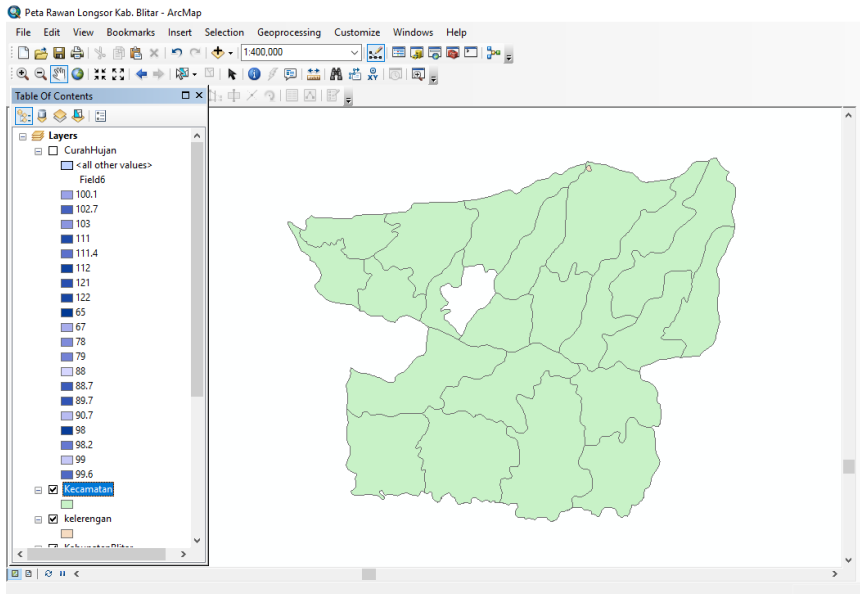 Peta Rawan Longsor Kab. Blitar - ArcMap
File Edit View Bookmarks Insert Selection Geoprocessing Customize Windows Help
1:400,000
Table Of Contents
Layers
CurahHujan
<all other values>
Field6
100.1
102.7
103
111
111.4
112
121
122
65
67
78
79
88
88.7
89.7
90.7
98
98.2
99
99.6
Kecamatan
kelerengan
KabupatenBlitar